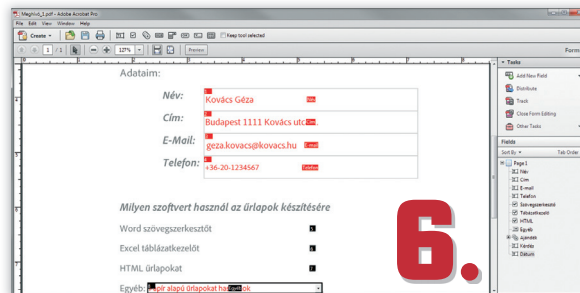 Meghivó_1.pdf - Adobe Acrobat Pro
File Edit View Window Help
Create
Keep tool selected
1 / 1
127%
Preview
Form
Adataim:
Név:
Kovács Géza
Név
Cím:
Budapest 1111 Kovács utca
Cím
E-Mail:
geza.kovacs@kovacs.hu
E-mail
Telefon:
+36-20-1234567
Telefon
Milyen szoftvert használ az űrlapok készítésére
Word szövegszerkesztőt
Excel táblázatkezelőt
HTML űrlapokat
Egyéb:
Papír alapú űrlapokat
Egyéb
Tasks
Add New Field
Distribute
Track
Close Form Editing
Other Tasks
Fields
Sort By
Tab Order
Page 1
Név
Cím
E-mail
Telefon
Szövegszerkesztő
Táblázatkezelő
HTML
Egyéb
Ajándék
Kérdés
Dátum
6.